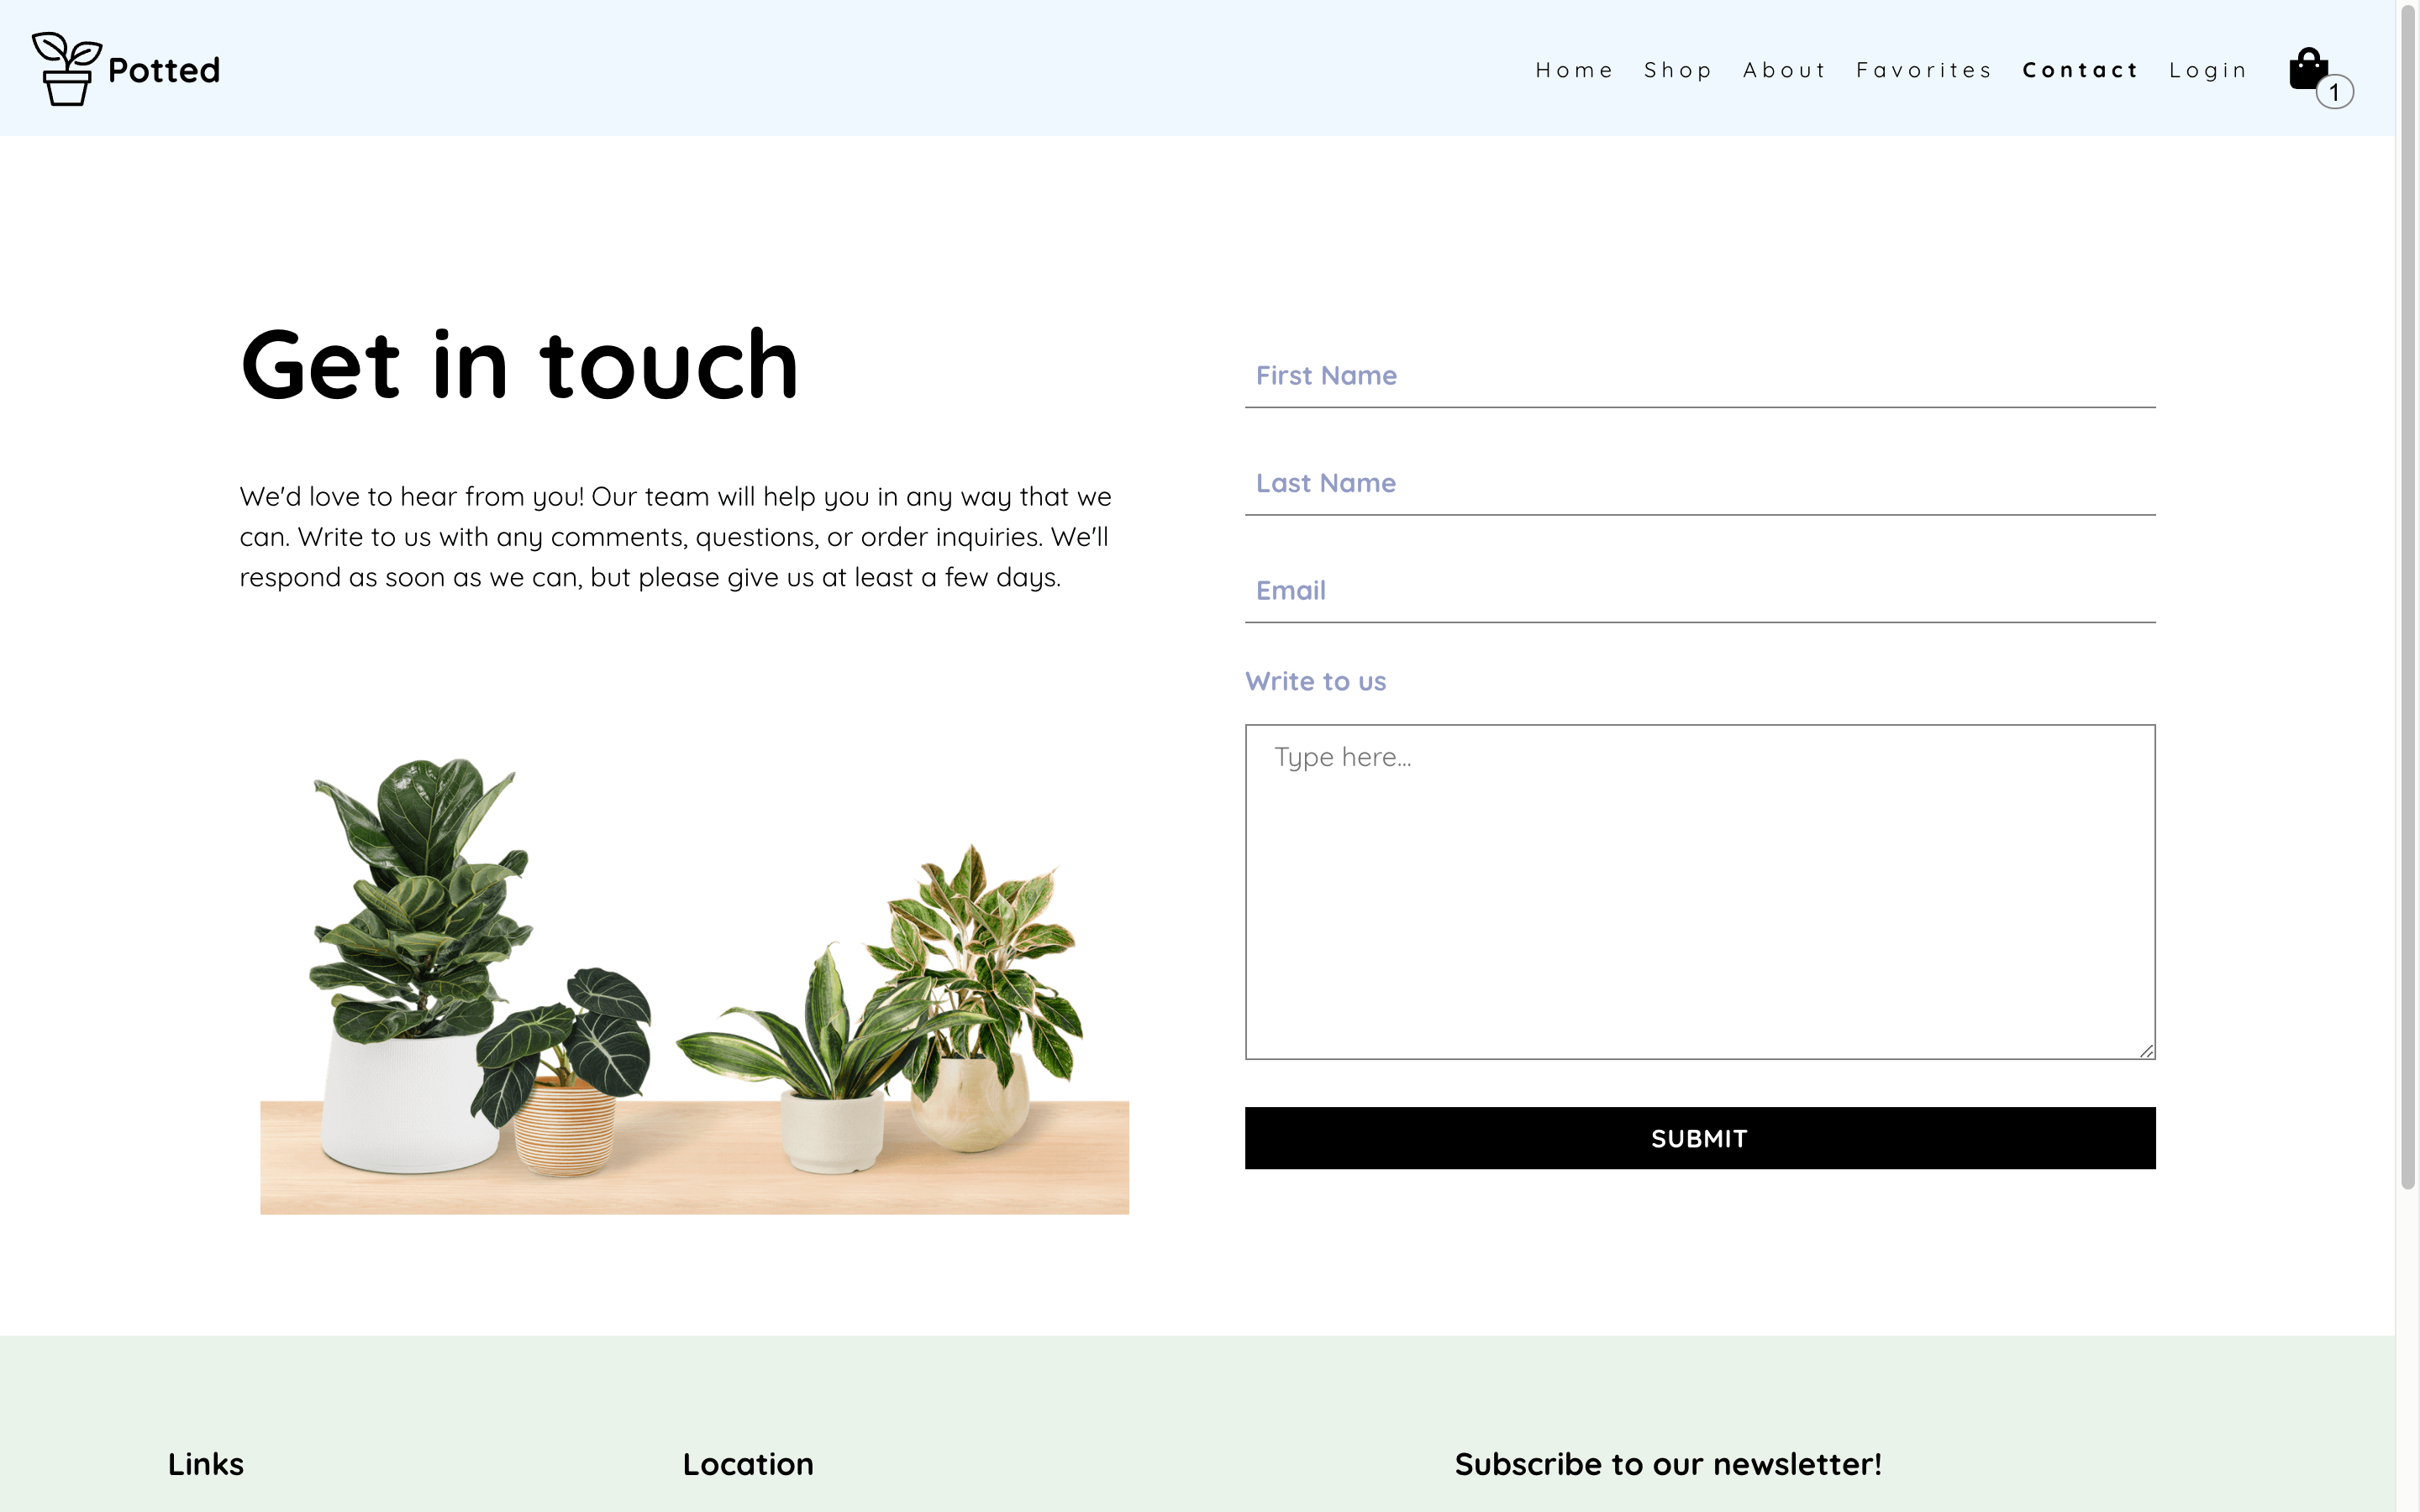 Potted
Home Shop About Favorites Contact Login
1
Get in touch
We'd love to hear from you! Our team will help you in any way that we
can. Write to us with any comments, questions, or order inquiries. We'll
respond as soon as we can, but please give us at least a few days.
First Name
Last Name
Email
Write to us
Type here...
SUBMIT
Links
Location
Subscribe to our newsletter!